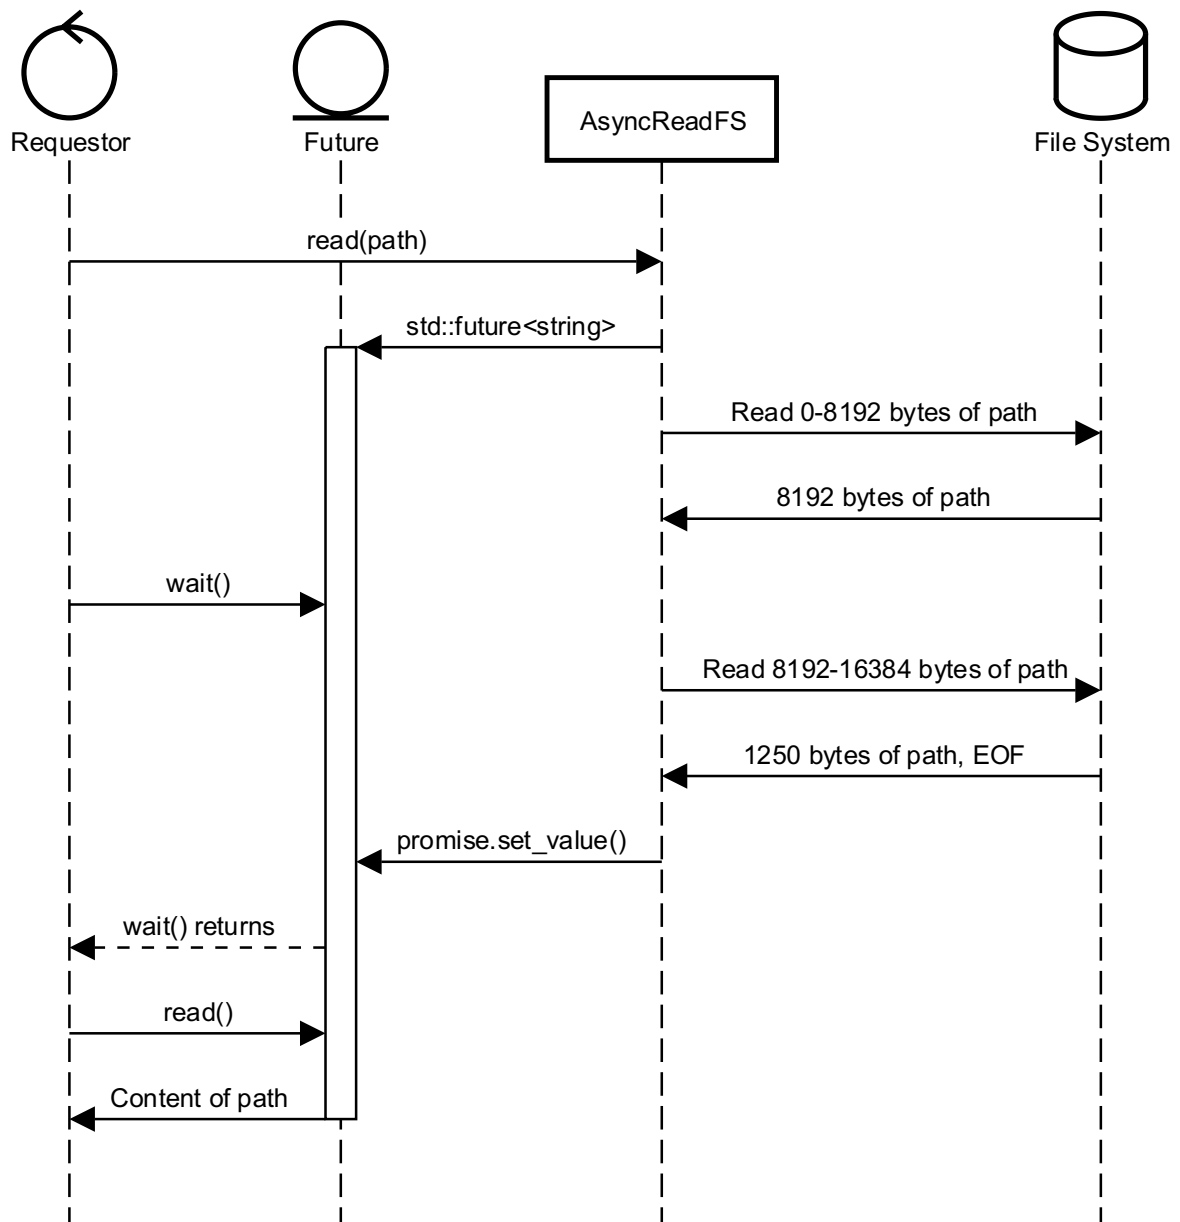 Requestor
Future
AsyncReadFS
File System
read(path)
std::future<string>
Read 0-8192 bytes of path
8192 bytes of path
wait()
Read 8192-16384 bytes of path
1250 bytes of path, EOF
promise.set_value()
wait() returns
read()
Content of path